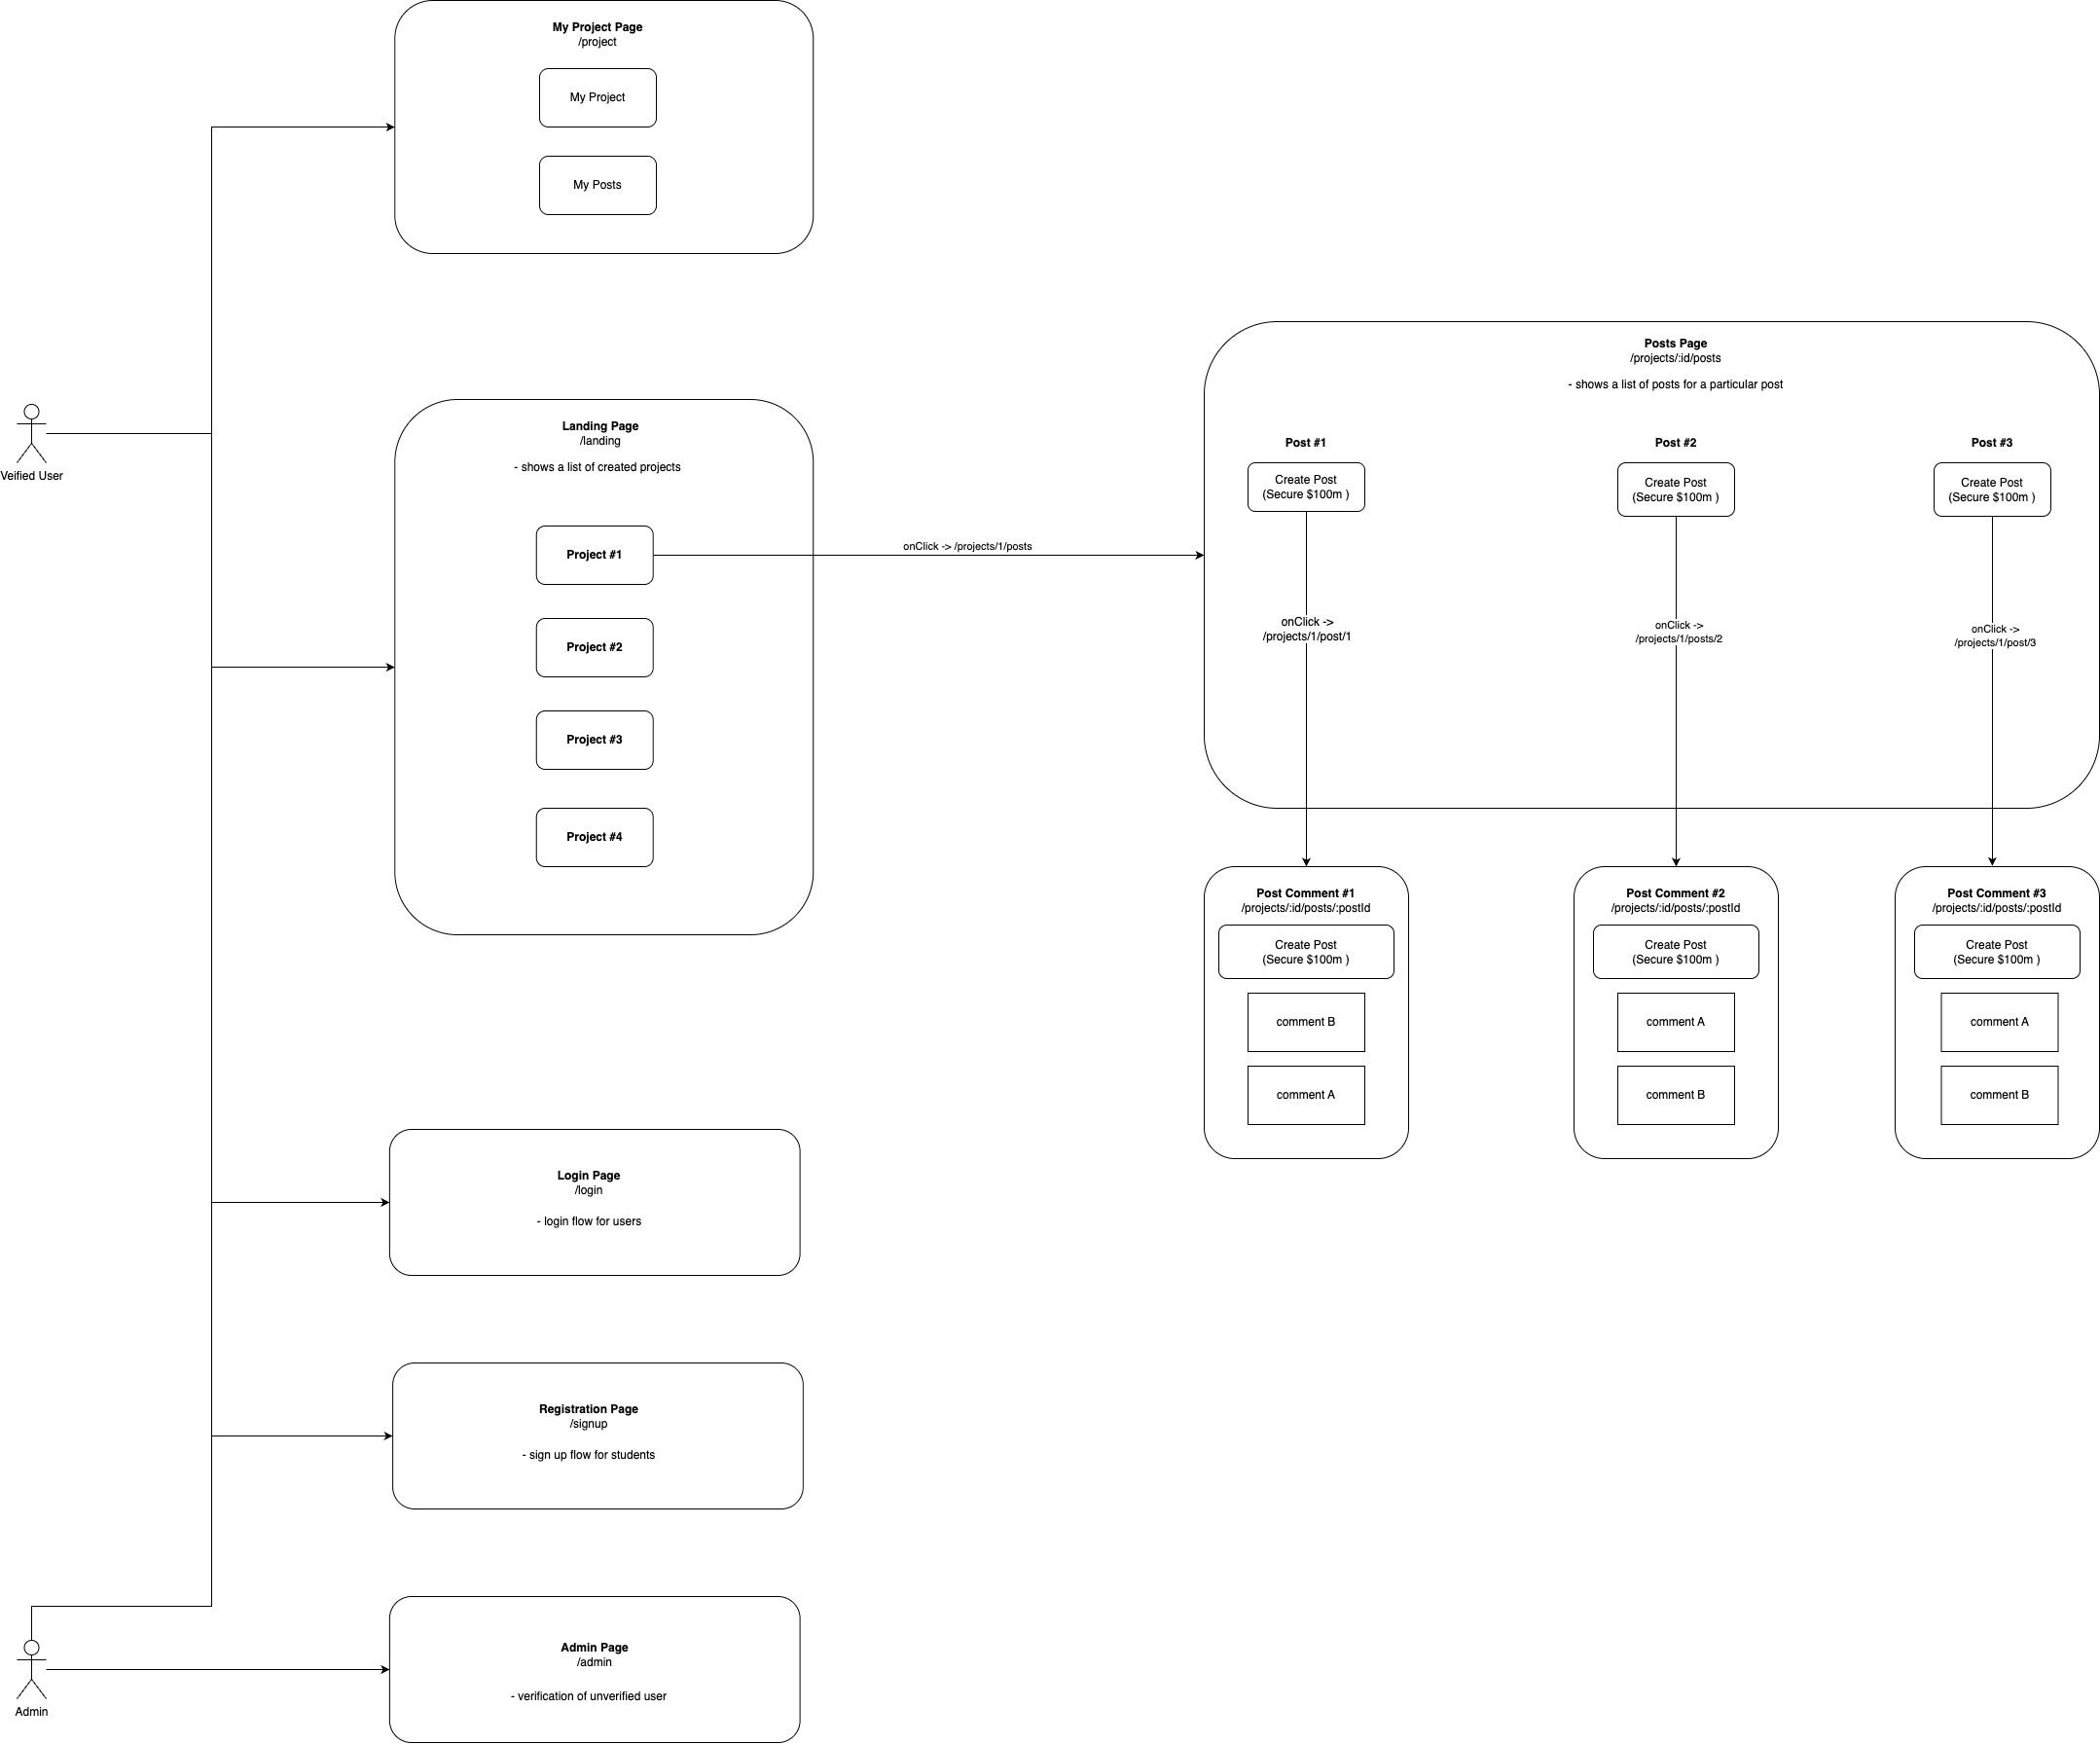 My Project Page
/project
My Project
My Posts
Veified User
Landing Page
/landing
- shows a list of created projects
Project #1
Project #2
Project #3
Project #4
onClick -> /projects/1/posts
Posts Page
/projects/:id/posts
- shows a list of posts for a particular post
Post #1
Create Post
(Secure $100m )
onClick ->
/projects/1/post/1
Post #2
Create Post
(Secure $100m )
onClick ->
/projects/1/posts/2
Post #3
Create Post
(Secure $100m )
onClick ->
/projects/1/post/3
Post Comment #1
/projects/:id/posts/:postId
Create Post
(Secure $100m )
comment B
comment A
Post Comment #2
/projects/:id/posts/:postId
Create Post
(Secure $100m )
comment A
comment B
Post Comment #3
/projects/:id/posts/:postId
Create Post
(Secure $100m )
comment A
comment B
Login Page
/login
- login flow for users
Registration Page
/signup
- sign up flow for students
Admin
Admin Page
/admin
- verification of unverified user